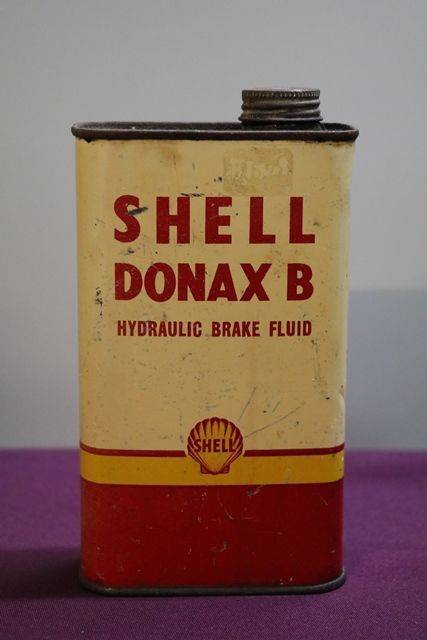 SHELL
DONAX B
HYDRAULIC BRAKE FLUID
SHELL